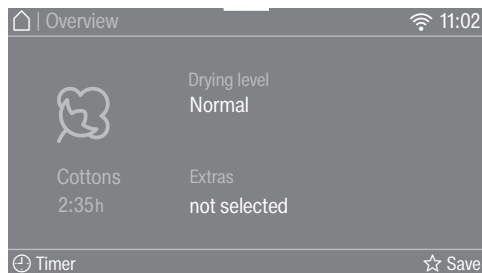 | Overview 11:02
Drying level
Normal
Cottons Extras
2:35h not selected
Timer Save